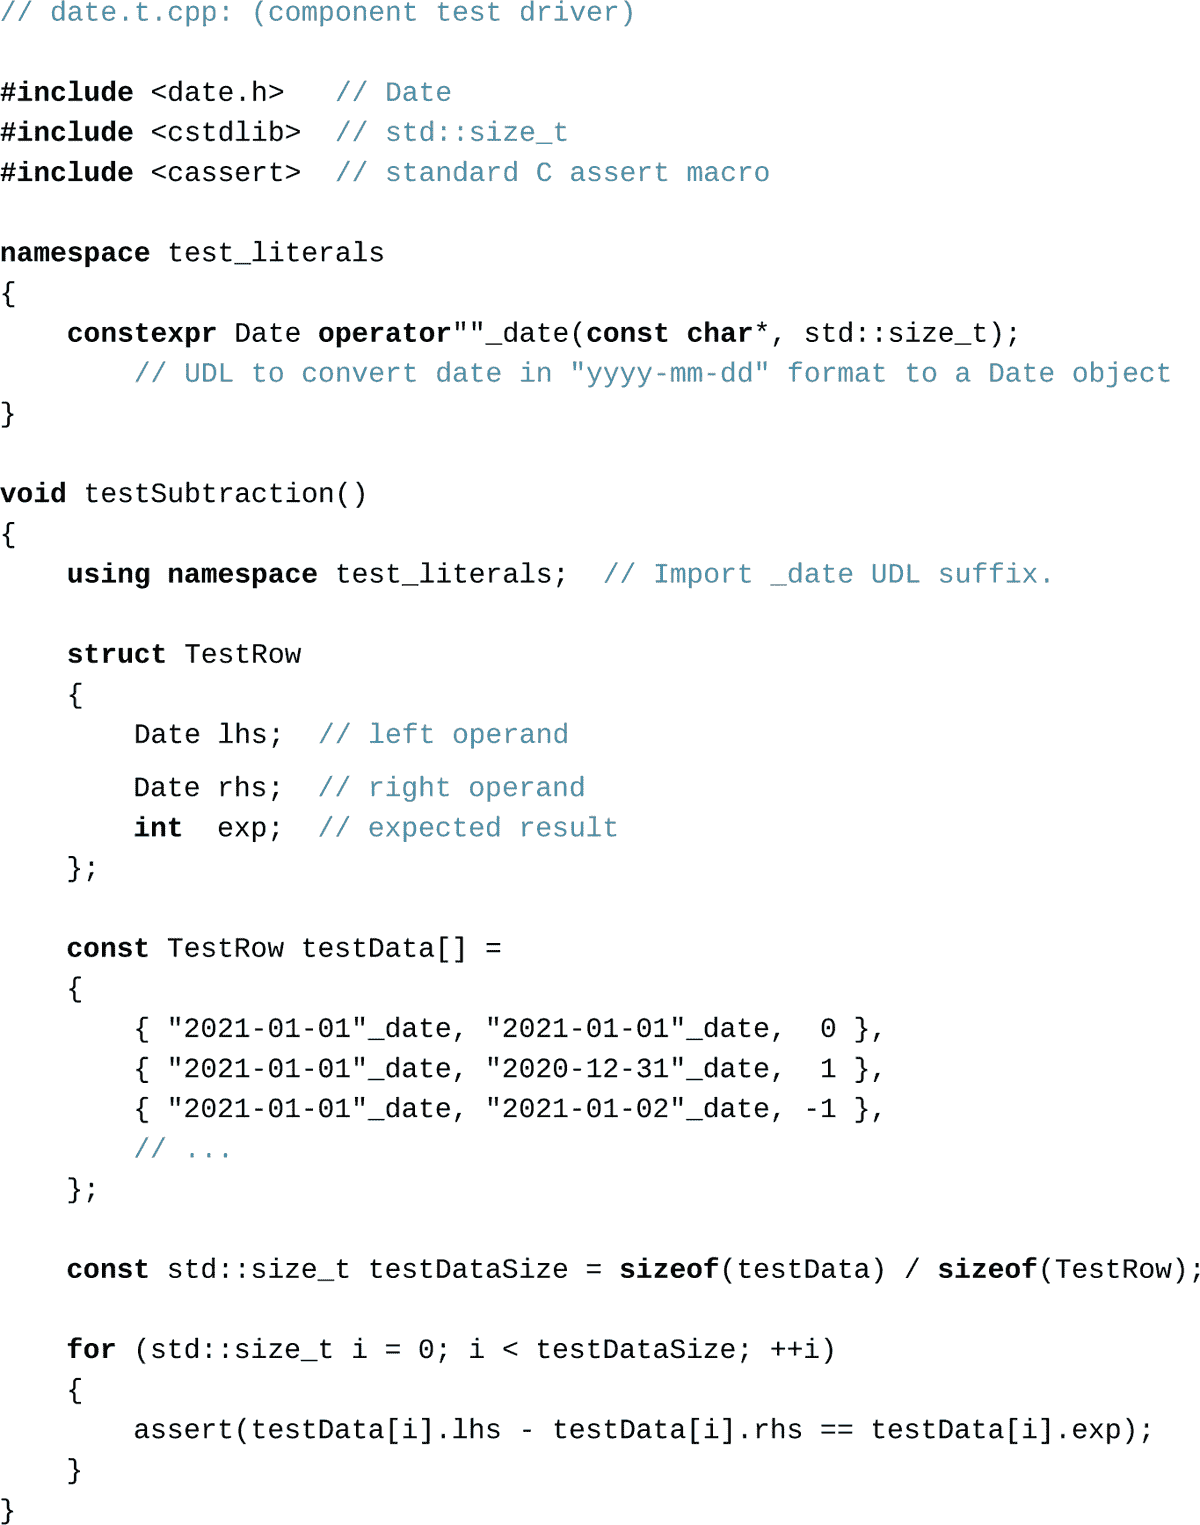 // date.t.cpp: (component test driver)
#include <date.h>   // Date
#include <cstdlib>  // std::size_t
#include <cassert>  // standard C assert macro
namespace test_literals
{
    constexpr Date operator""_date(const char*, std::size_t);
        // UDL to convert date in "yyyy-mm-dd" format to a Date object
}
void testSubtraction()
{
    using namespace test_literals;  // Import _date UDL suffix.
    struct TestRow
    {
        Date lhs;  // left operand
        Date rhs;  // right operand
        int  exp;  // expected result
    };
    const TestRow testData[] =
    {
        { "2021-01-01"_date, "2021-01-01"_date,  0 },
        { "2021-01-01"_date, "2020-12-31"_date,  1 },
        { "2021-01-01"_date, "2021-01-02"_date, -1 },
        // ...
    };
    const std::size_t testDataSize = sizeof(testData) / sizeof(TestRow);
    for (std::size_t i = 0; i < testDataSize; ++i)
    {
        assert(testData[i].lhs - testData[i].rhs == testData[i].exp);
    }
}